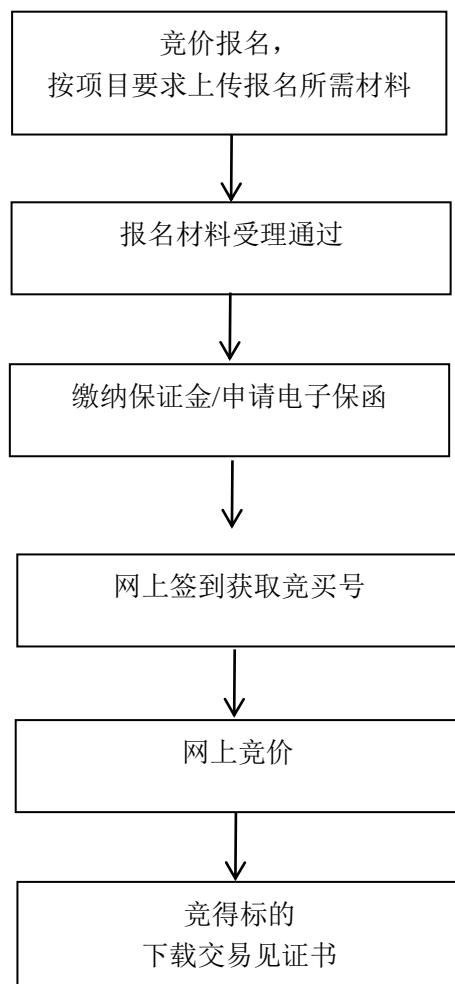 竞价报名，
按项目要求上传报名所需材料
报名材料受理通过
缴纳保证金/申请电子保函
网上签到获取竞买号
网上竞价
竞得标的
下载交易见证书